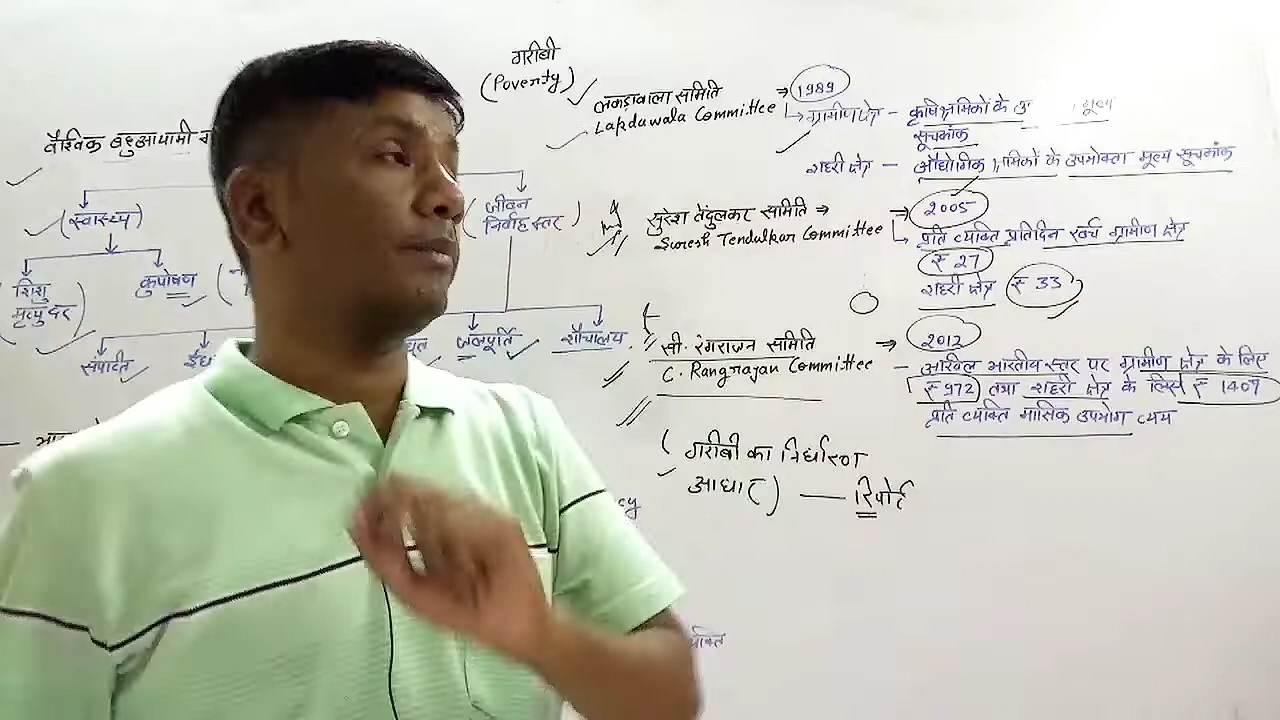 गरीबी
(Poverty)
लकडावाला समिति
Lakdawala Committee
→ 1989
→ ग्रामीण क्षेत्र – कृषि श्रमिकों के
मूल्य
सूचकांक
शहरी क्षेत्र – औद्योगिक श्रमिकों के उपभोक्ता मूल्य सूचकांक
सुरेश तेंदुलकर समिति ⇒
Suresh Tendulkar Committee
→ 2005
प्रति व्यक्ति प्रतिदिन खर्च ग्रामीण क्षेत्र
₹ 27
शहरी क्षेत्र ₹ 33
सी. रंगराजन समिति
C. Rangrajan Committee
→ 2012
– अखिल भारतीय स्तर पर ग्रामीण क्षेत्र के लिए
₹ 972 तथा शहरी क्षेत्र के लिए ₹ 1407
प्रति व्यक्ति मासिक उपभोग व्यय
(गरीबी का निर्धारण
आधार) — रिपोर्ट
वैश्विक बहुआयामी
(स्वास्थ्य)
(जीवन
निर्वाह स्तर)
शिशु
मृत्यु दर)
कुपोषण
संपत्ति
जलपूर्ति
शौचालय
cy